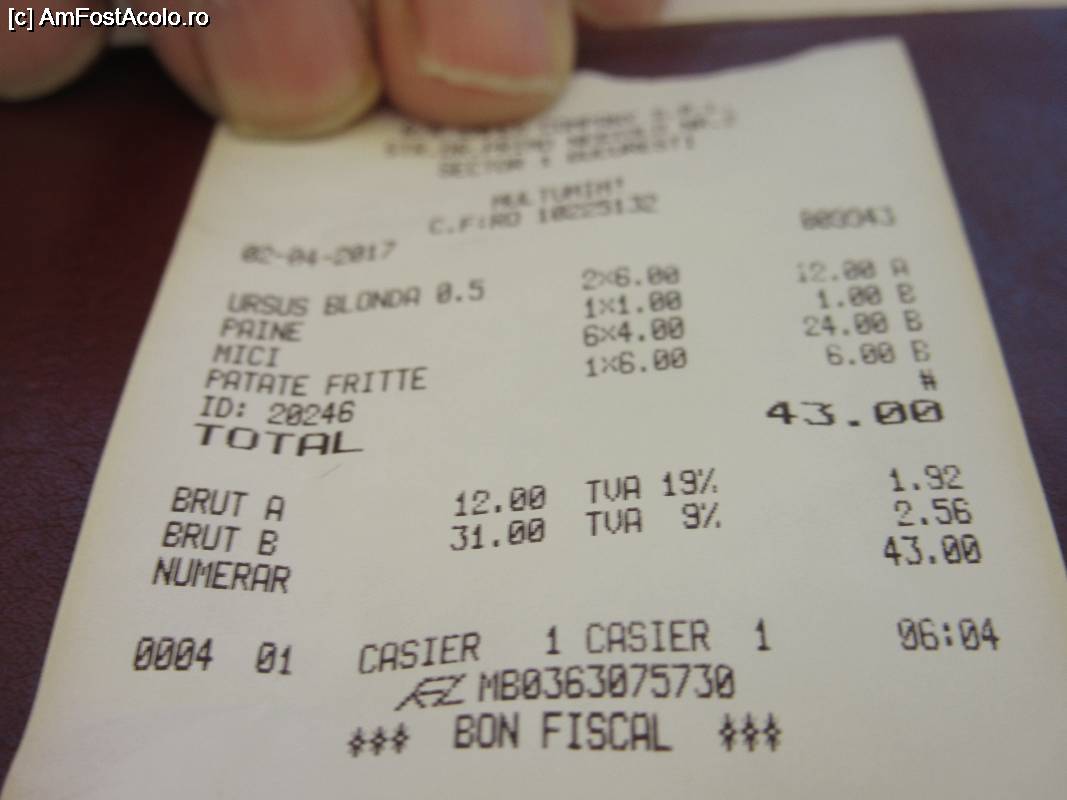 [c] AmFostAcolo.ro
SECTOR 1 BUCURESTI
MULTUMIM!
C.F:RO 10225132
02-04-2017 009943
URSUS BLONDA 0.5 2x6.00 12.00 A
PAINE 1x1.00 1.00 B
MICI 6x4.00 24.00 B
PATATE FRITTE 1x6.00 6.00 B
ID: 20246 #
TOTAL 43.00
BRUT A 12.00 TVA 19% 1.92
BRUT B 31.00 TVA 9% 2.56
NUMERAR 43.00
0004 01 CASIER 1 CASIER 1 06:04
MB0363075730
*** BON FISCAL ***